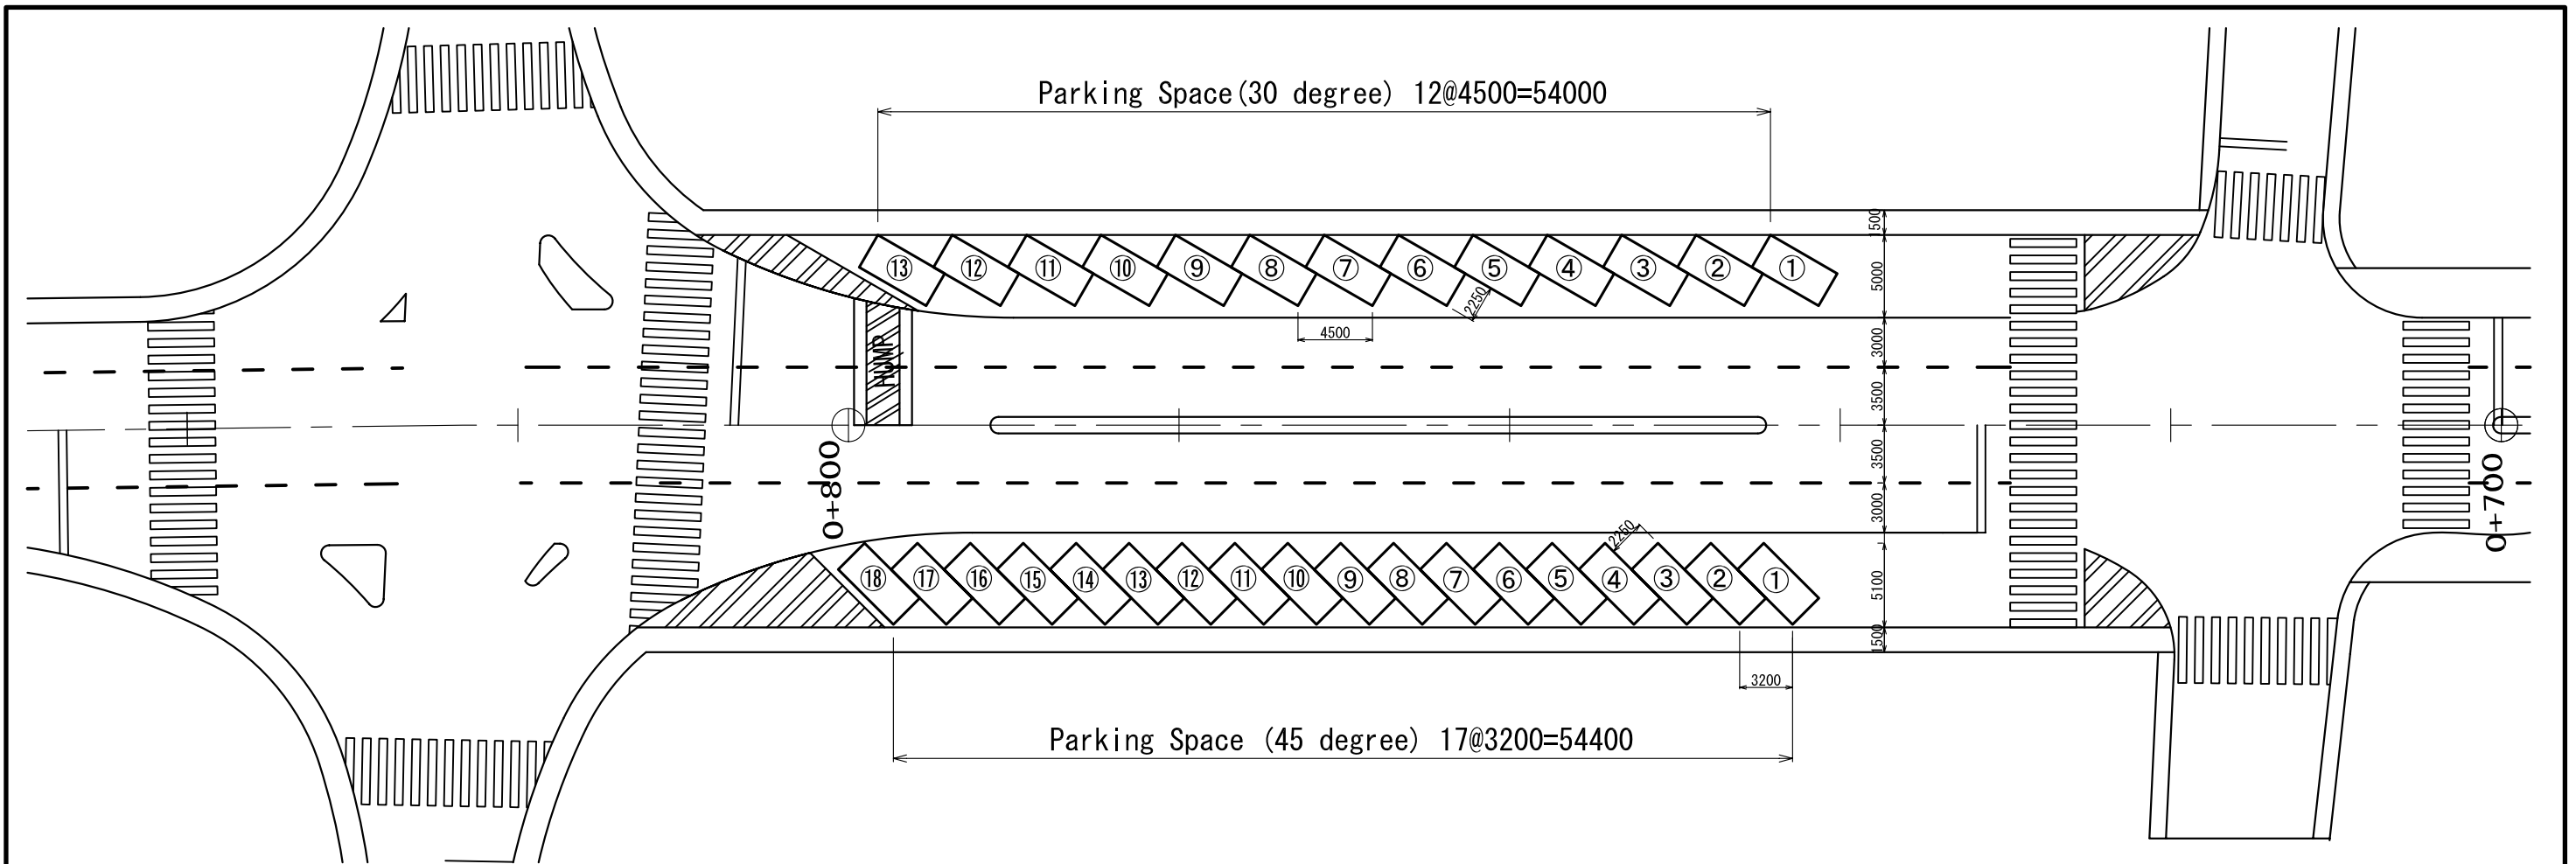 Parking Space(30 degree) 12@4500=54000
1500
⑬ ⑫ ⑪ ⑩ ⑨ ⑧ ⑦ ⑥ ⑤ ④ ③ ② ①
5000
2250
4500
3000
HUMP
3500
0+800
3500
0+700
3000
2250
⑱ ⑰ ⑯ ⑮ ⑭ ⑬ ⑫ ⑪ ⑩ ⑨ ⑧ ⑦ ⑥ ⑤ ④ ③ ② ①
5100
1500
3200
Parking Space (45 degree) 17@3200=54400